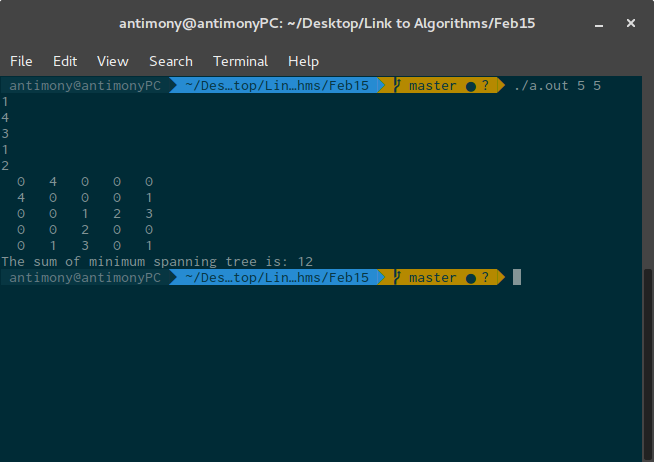 antimony@antimonyPC: ~/Desktop/Link to Algorithms/Feb15
File Edit View Search Terminal Help
antimony@antimonyPC ~/Des…top/Lin…hms/Feb15 master ● ? ./a.out 5 5
1
4
3
1
2
0 4 0 0 0
4 0 0 0 1
0 0 1 2 3
0 0 2 0 0
0 1 3 0 1
The sum of minimum spanning tree is: 12
antimony@antimonyPC ~/Des…top/Lin…hms/Feb15 master ● ?